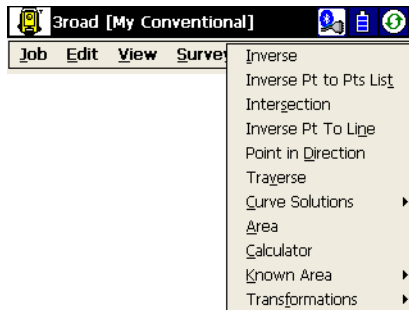 3road [My Conventional]
Job Edit View Survey
Inverse
Inverse Pt to Pts List
Intersection
Inverse Pt To Line
Point in Direction
Traverse
Curve Solutions
Area
Calculator
Known Area
Transformations